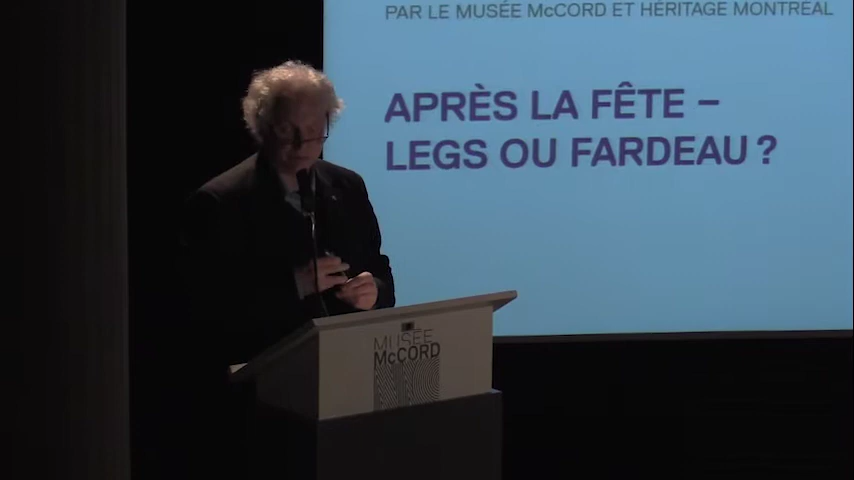 PAR LE MUSÉE McCORD ET HÉRITAGE MONTRÉAL
APRÈS LA FÊTE –
LEGS OU FARDEAU ?
MUSÉE
McCORD